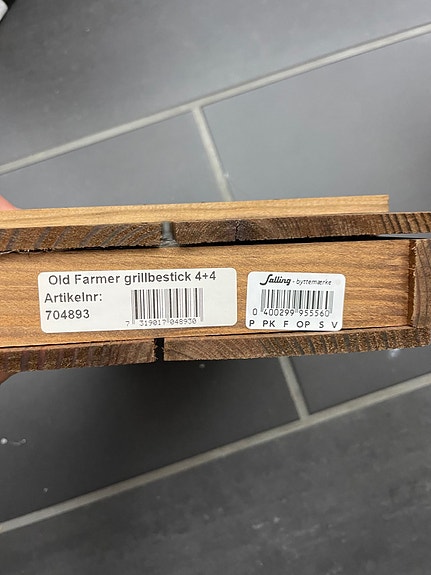 Old Farmer grillbestick 4+4
Artikelnr:
704893
7 319017 048930
Salling - byttemærke
0 400299 955560
P PK F OP S V